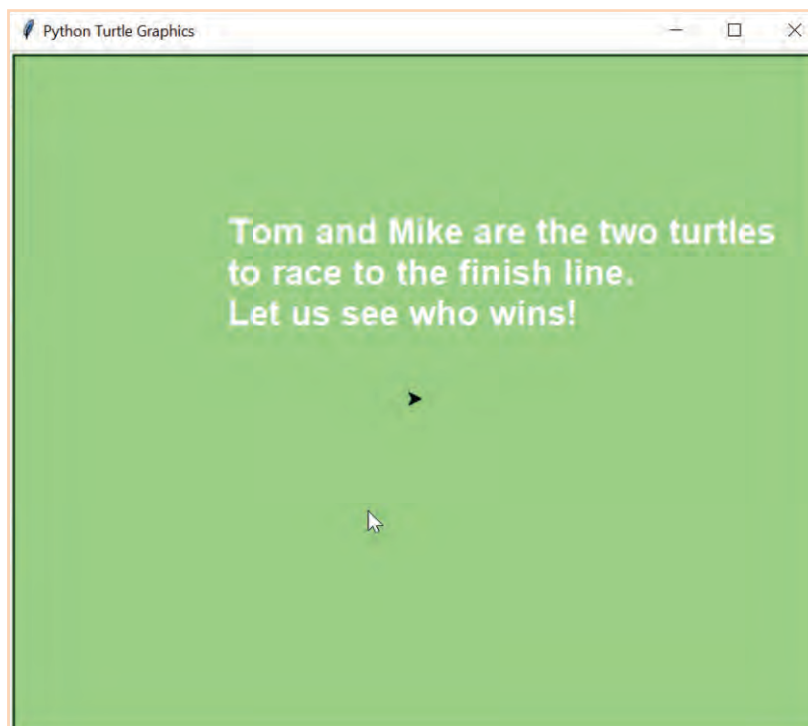 Python Turtle Graphics
Tom and Mike are the two turtles
to race to the finish line.
Let us see who wins!